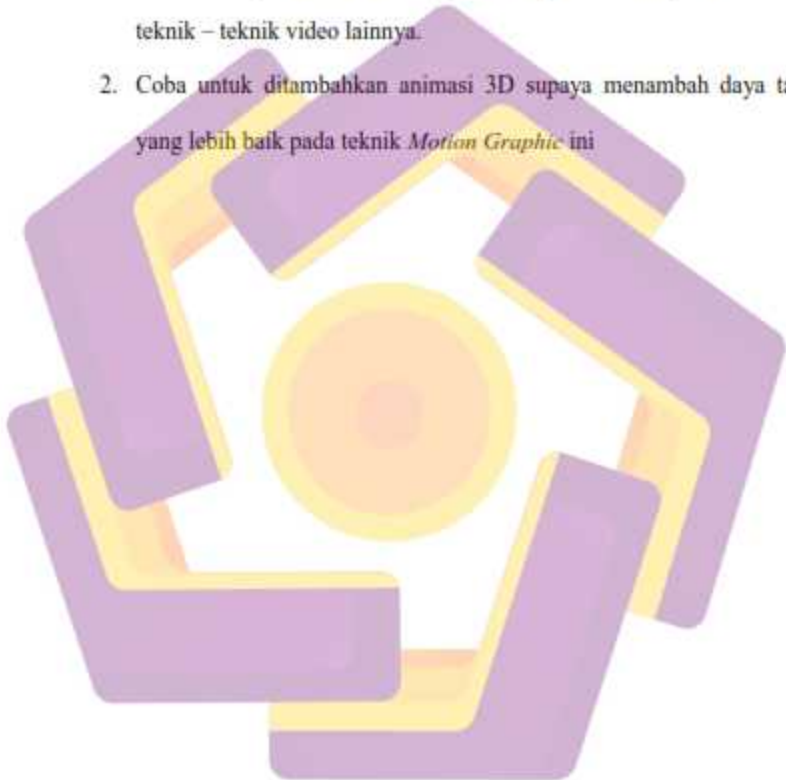 teknik – teknik video lainnya.
2. Coba untuk ditambahkan animasi 3D supaya menambah daya
yang lebih baik pada teknik Motion Graphic ini